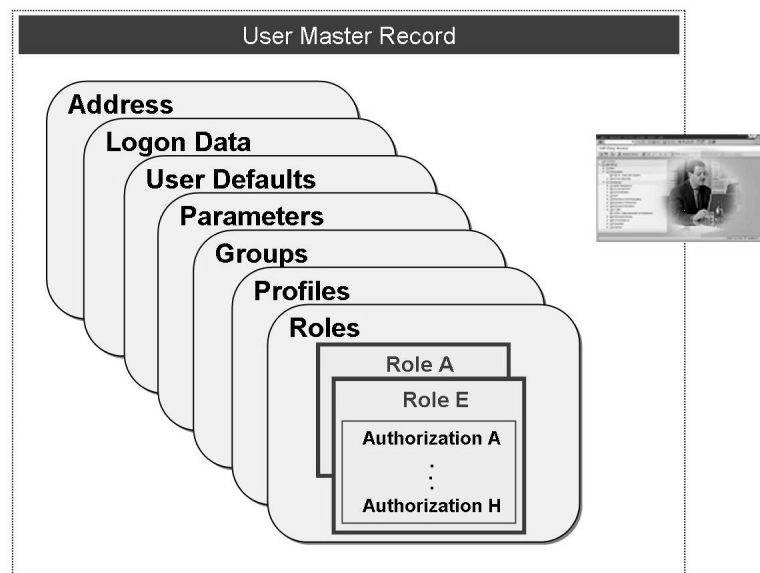 User Master Record
Address
Logon Data
User Defaults
Parameters
Groups
Profiles
Roles
Role A
Role E
Authorization A
Authorization H